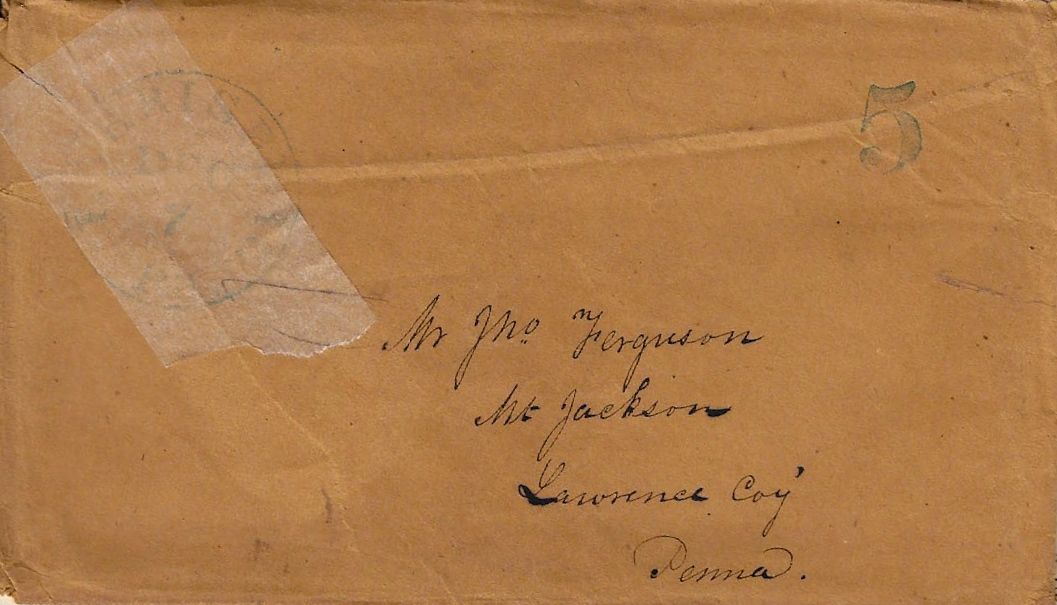 5
Mr Jno. Ferguson
Mt Jackson
Lawrence Coy
Penna.